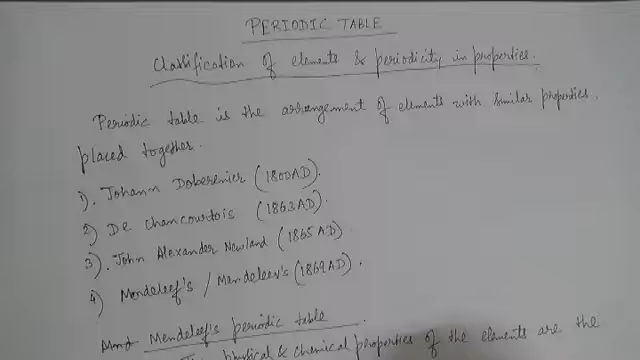 PERIODIC TABLE
Classification of elements & periodicity in properties.
Periodic table is the arrangement of elements with similar properties
placed together.
1). Johann Doberenier (1800AD).
2) De Chancourtois (1863AD).
3). John Alexander Newland (1865 AD)
4) Mendeleef's / Mendeleev's (1869AD).
Mendeleef's periodic table
physical & chemical properties of the elements are the